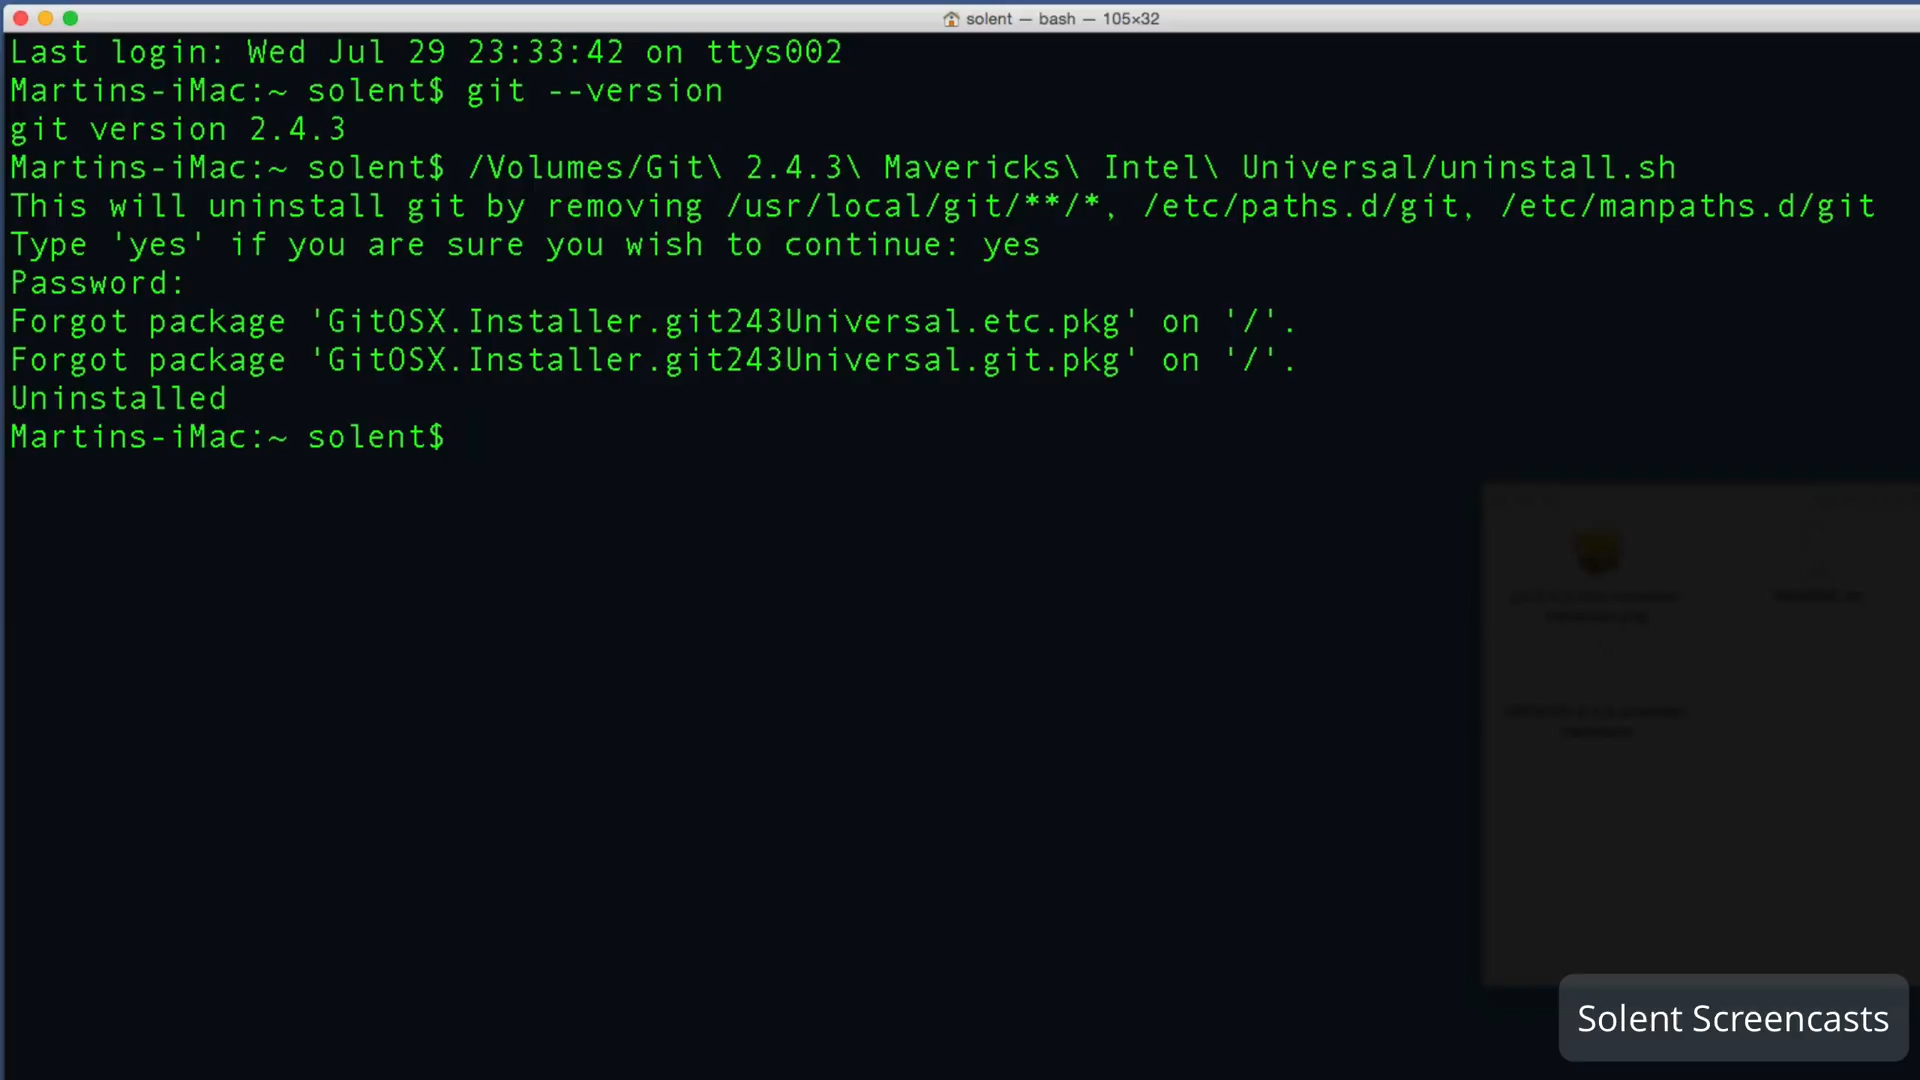 solent — bash — 105×32
Last login: Wed Jul 29 23:33:42 on ttys002
Martins-iMac:~ solent$ git --version
git version 2.4.3
Martins-iMac:~ solent$ /Volumes/Git\ 2.4.3\ Mavericks\ Intel\ Universal/uninstall.sh
This will uninstall git by removing /usr/local/git/**/*, /etc/paths.d/git, /etc/manpaths.d/git
Type 'yes' if you are sure you wish to continue: yes
Password:
Forgot package 'GitOSX.Installer.git243Universal.etc.pkg' on '/'.
Forgot package 'GitOSX.Installer.git243Universal.git.pkg' on '/'.
Uninstalled
Martins-iMac:~ solent$
Solent Screencasts